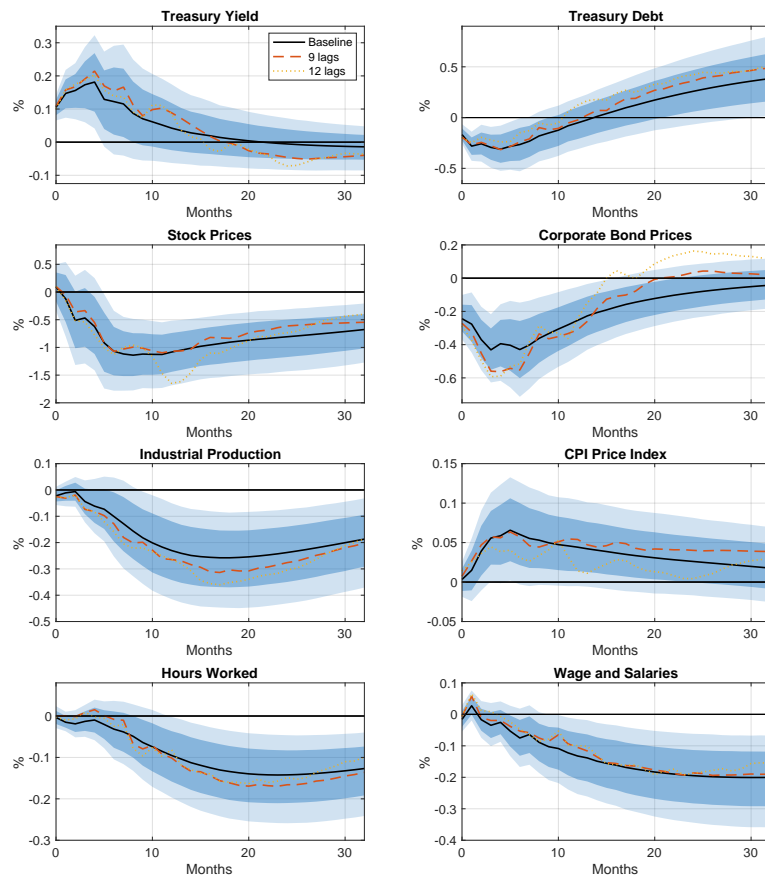 Treasury Yield
Treasury Debt
0.3
0.2
0.1
0
-0.1
%
Baseline
9 lags
12 lags
0.5
0
-0.5
%
0 10 20 30
0 10 20 30
Months
Months
Stock Prices
Corporate Bond Prices
0.5
0
-0.5
-1
-1.5
-2
%
0.2
0
-0.2
-0.4
-0.6
%
0 10 20 30
0 10 20 30
Months
Months
Industrial Production
CPI Price Index
0.1
0
-0.1
-0.2
-0.3
-0.4
-0.5
%
0.15
0.1
0.05
0
-0.05
%
0 10 20 30
0 10 20 30
Months
Months
Hours Worked
Wage and Salaries
0.1
0
-0.1
-0.2
-0.3
%
0.1
0
-0.1
-0.2
-0.3
-0.4
%
0 10 20 30
0 10 20 30
Months
Months